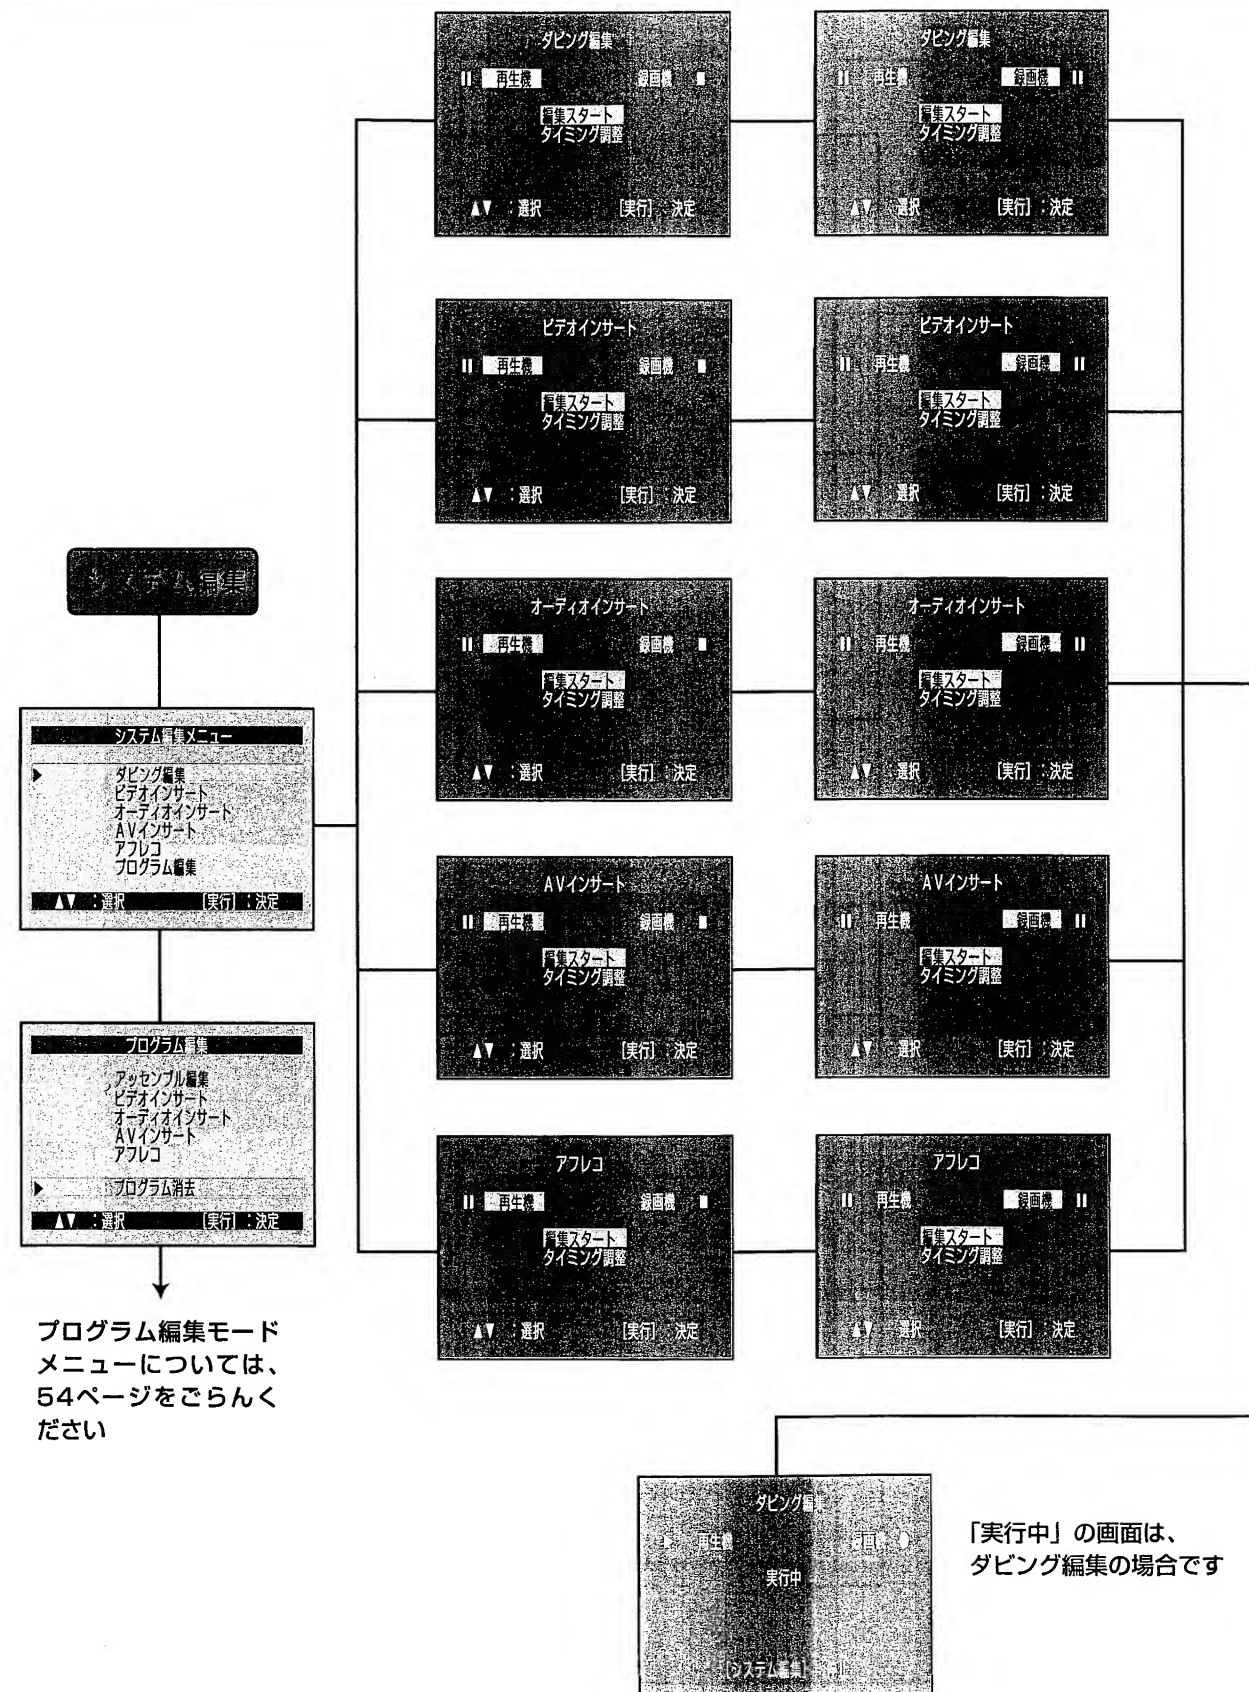 システム編集
システム編集メニュー
ダビング編集
ビデオインサート
オーディオインサート
AVインサート
アフレコ
プログラム編集
▲▼ ：選択 [実行]：決定
プログラム編集
アッセンブル編集
ビデオインサート
オーディオインサート
AVインサート
アフレコ
プログラム消去
▲▼ ：選択 [実行]：決定
プログラム編集モード
メニューについては、
54ページをごらんく
ださい
ダビング編集
再生機 録画機
編集スタート
タイミング調整
▲▼ ：選択 [実行]：決定
ダビング編集
再生機 録画機
編集スタート
タイミング調整
▲▼ 選択 [実行]：決定
ビデオインサート
再生機 録画機
編集スタート
タイミング調整
▲▼ ：選択 [実行]：決定
ビデオインサート
再生機 録画機
編集スタート
タイミング調整
▲▼ 選択 [実行]：決定
オーディオインサート
再生機 録画機
編集スタート
タイミング調整
▲▼ ：選択 [実行]：決定
オーディオインサート
再生機 録画機
編集スタート
タイミング調整
▲▼ 選択 [実行]：決定
AVインサート
再生機 録画機
編集スタート
タイミング調整
▲▼ ：選択 [実行]：決定
AVインサート
再生機 録画機
編集スタート
タイミング調整
▲▼ 選択 [実行]：決定
アフレコ
再生機 録画機
編集スタート
タイミング調整
▲▼ ：選択 [実行]：決定
アフレコ
再生機 録画機
編集スタート
タイミング調整
▲▼ 選択 [実行]：決定
ダビング編集
再生機 録画機
実行中
[システム編集]
「実行中」の画面は、
ダビング編集の場合です